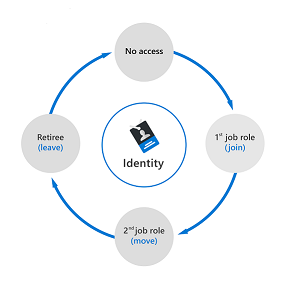 No access
1st job role
(join)
2nd job role
(move)
Retiree
(leave)
Identity